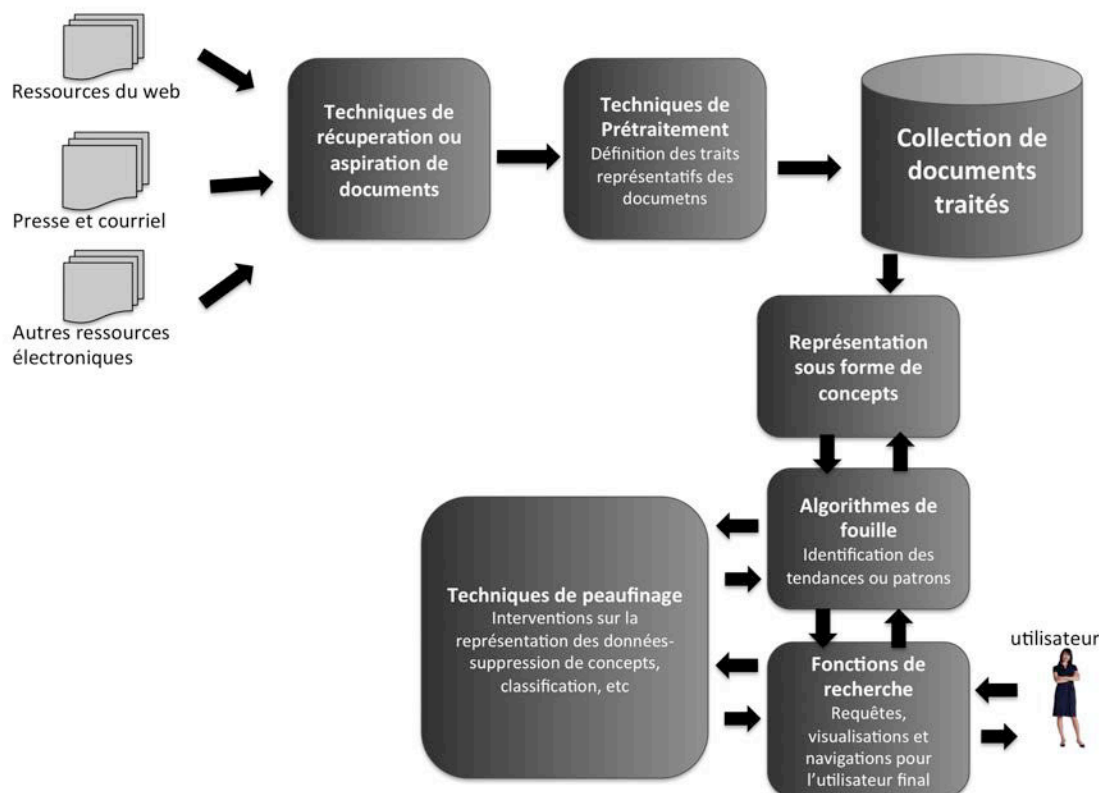 Ressources du web
Presse et courriel
Autres ressources
électroniques
Techniques de
récuperation ou
aspiration de
documents
Techniques de
Prétraitement
Définition des traits
représentatifs des
documetns
Collection de
documents
traités
Représentation
sous forme de
concepts
Algorithmes de
fouille
Identification des
tendances ou patrons
Techniques de peaufinage
Interventions sur la
représentation des données-
suppression de concepts,
classification, etc
Fonctions de
recherche
Requêtes,
visualisations et
navigations pour
l'utilisateur final
utilisateur